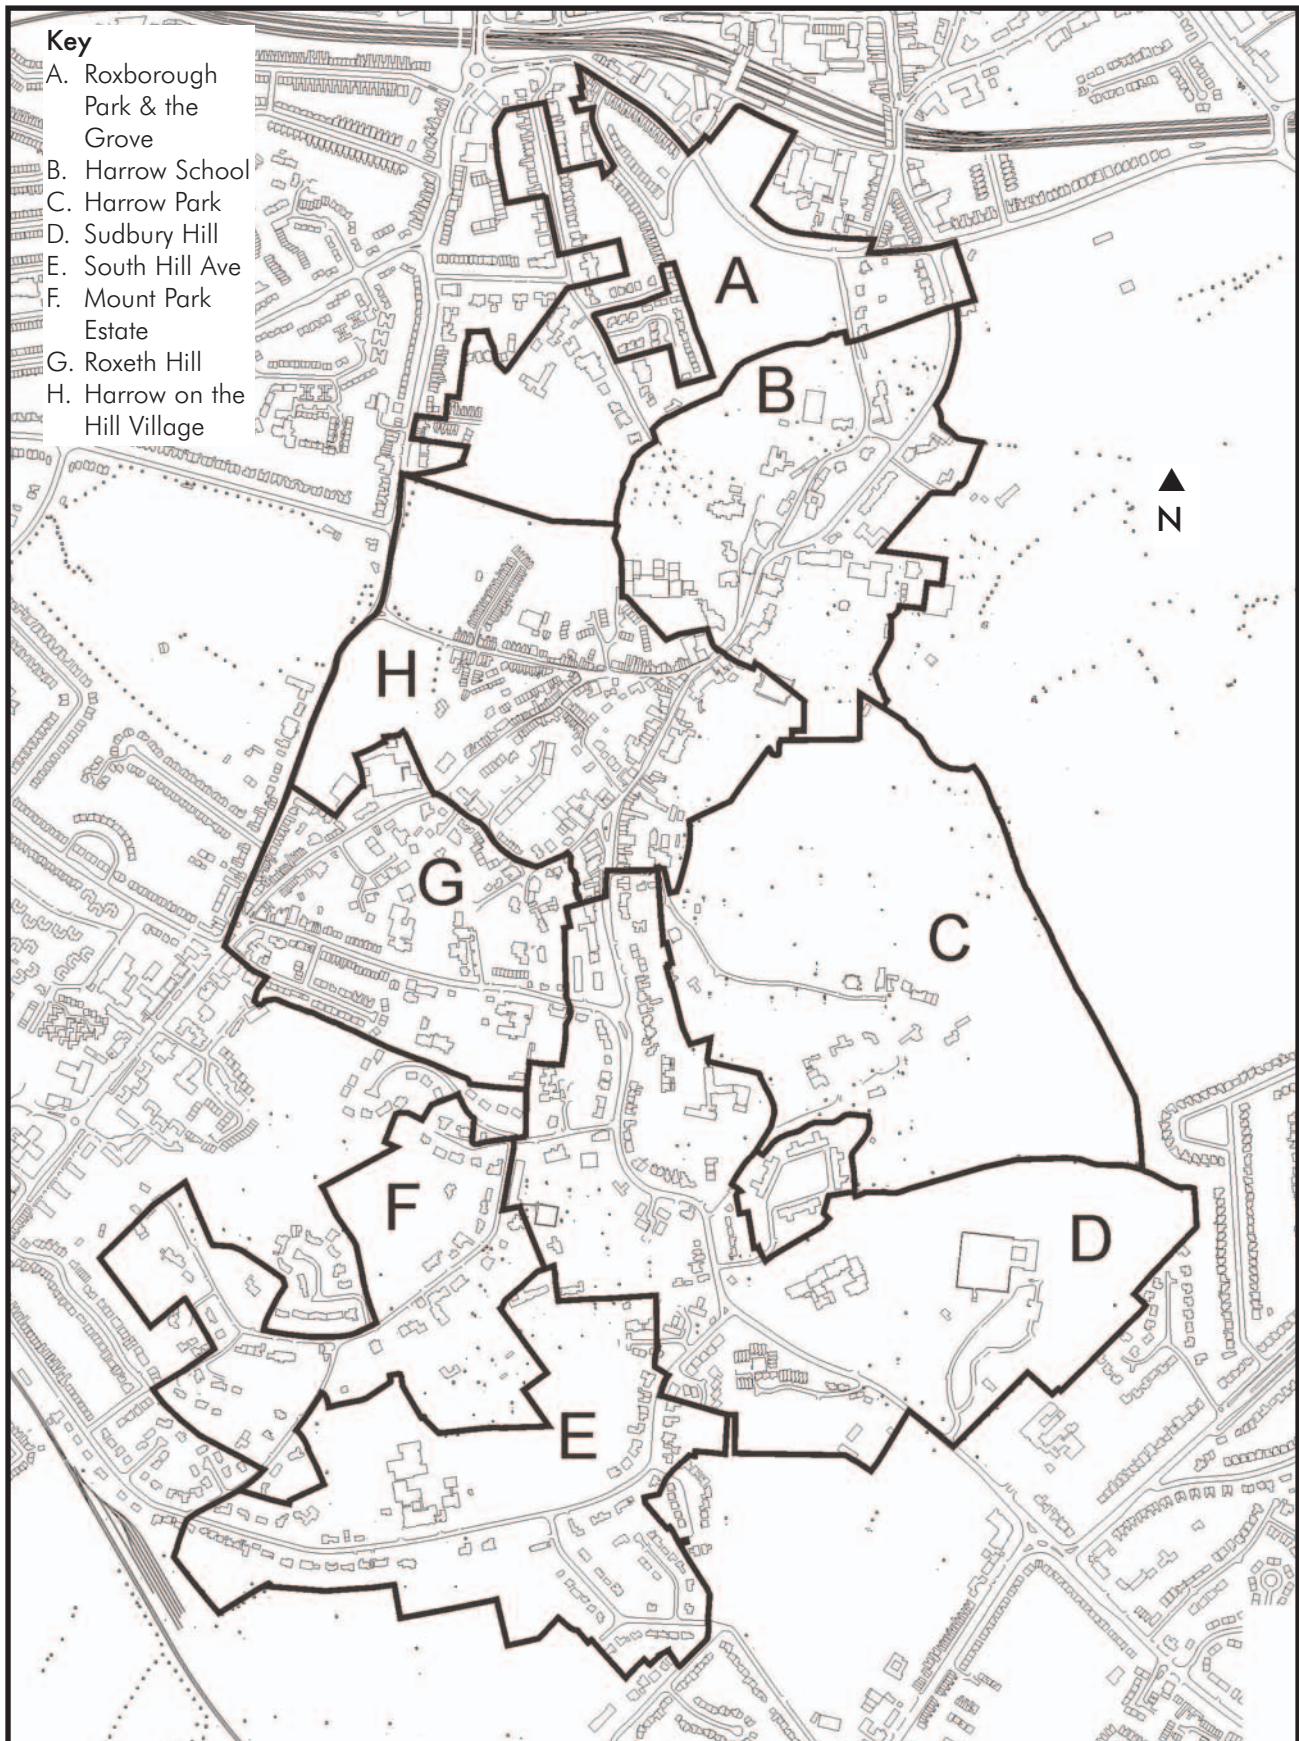 Key
A. Roxborough
Park & the
Grove
B. Harrow School
C. Harrow Park
D. Sudbury Hill
E. South Hill Ave
F. Mount Park
Estate
G. Roxeth Hill
H. Harrow on the
Hill Village
A
B
N
H
G
C
F
D
E